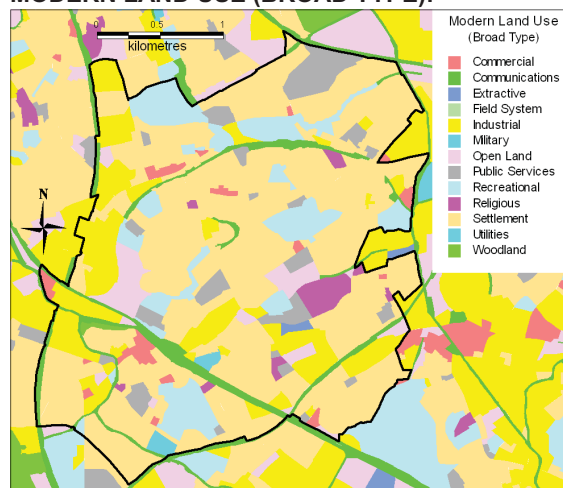 MODERN LAND USE (BROAD TYPE):
0 0.5 1
kilometres
N
Modern Land Use
(Broad Type)
Commercial
Communications
Extractive
Field System
Industrial
Military
Open Land
Public Services
Recreational
Religious
Settlement
Utilities
Woodland